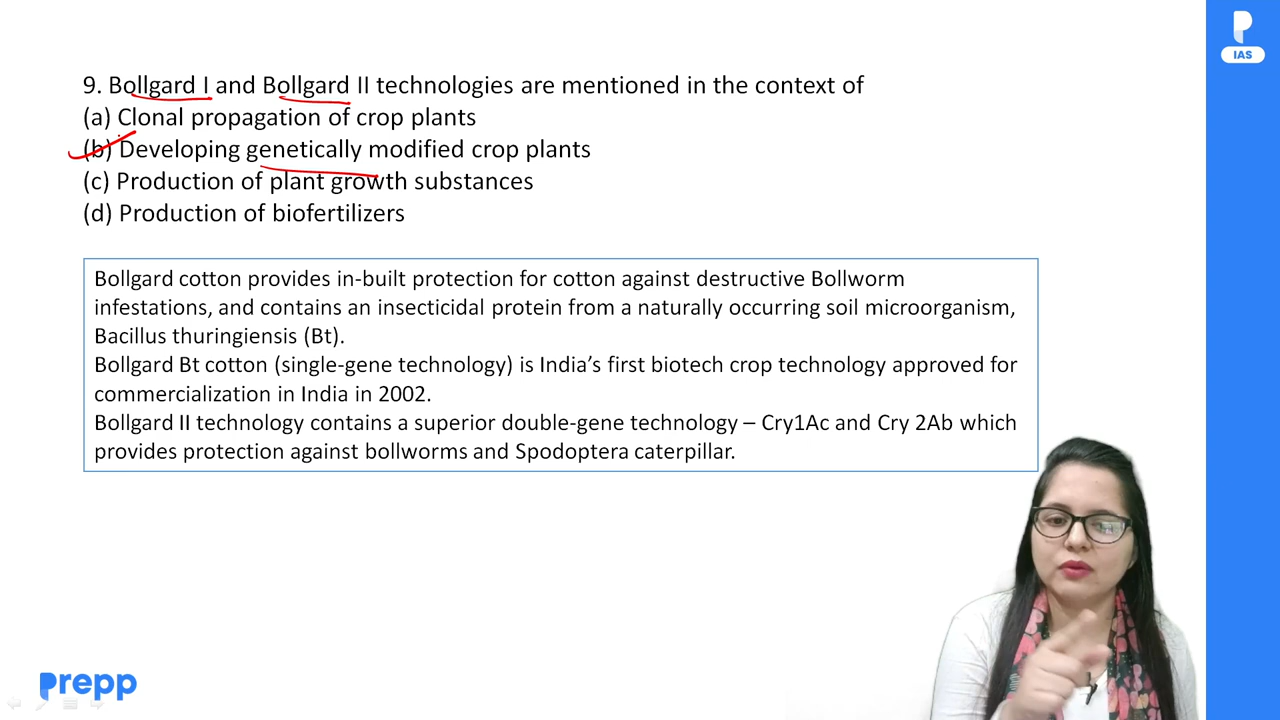 IAS
9. Bollgard I and Bollgard II technologies are mentioned in the context of
(a) Clonal propagation of crop plants
(b) Developing genetically modified crop plants
(c) Production of plant growth substances
(d) Production of biofertilizers
Bollgard cotton provides in-built protection for cotton against destructive Bollworm
infestations, and contains an insecticidal protein from a naturally occurring soil microorganism,
Bacillus thuringiensis (Bt).
Bollgard Bt cotton (single-gene technology) is India’s first biotech crop technology approved for
commercialization in India in 2002.
Bollgard II technology contains a superior double-gene technology – Cry1Ac and Cry 2Ab which
provides protection against bollworms and Spodoptera caterpillar.
prepp